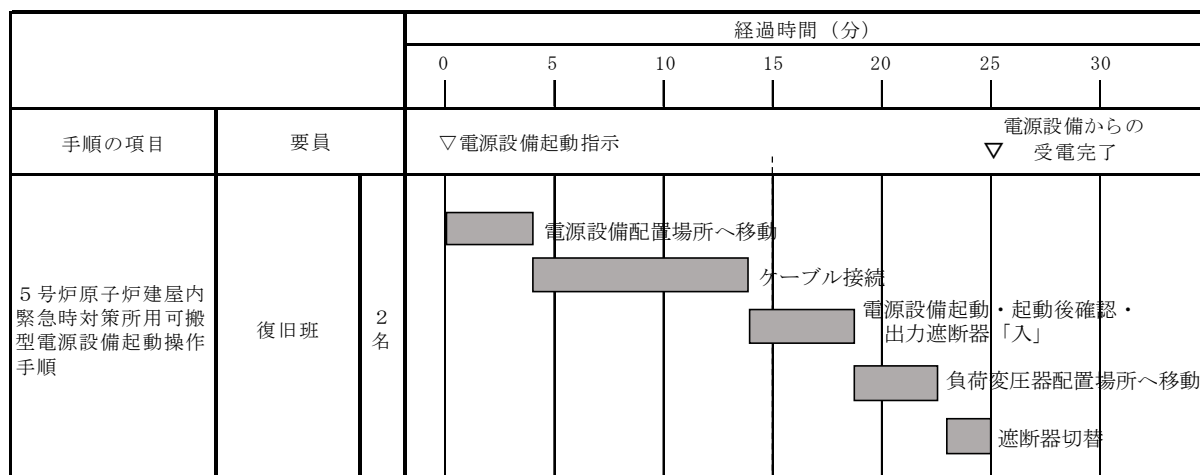 経過時間（分）
0 5 10 15 20 25 30
手順の項目
要員
▽電源設備起動指示
電源設備からの
▽ 受電完了
5号炉原子炉建屋内
緊急時対策所用可搬
型電源設備起動操作
手順
復旧班
2
名
電源設備配置場所へ移動
ケーブル接続
電源設備起動・起動後確認・
出力遮断器「入」
負荷変圧器配置場所へ移動
遮断器切替